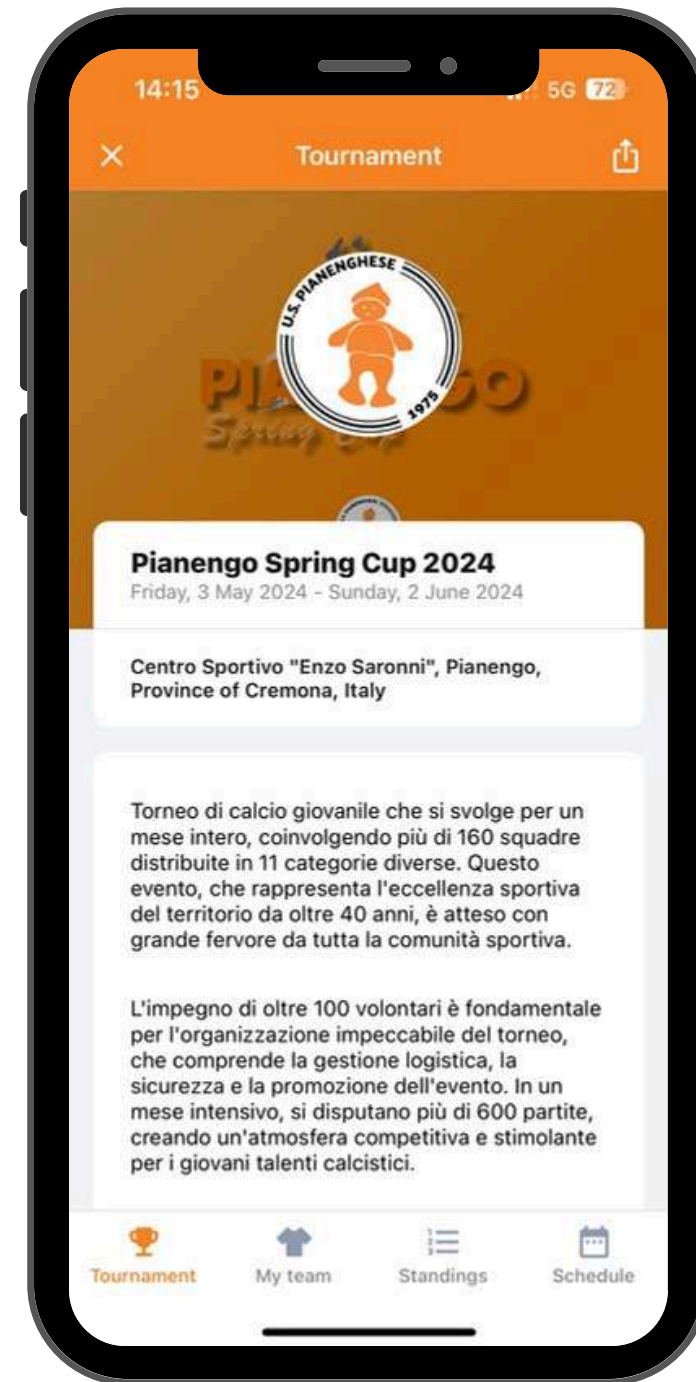 14:15
5G 72
Tournament
U.S. PIANENGHESE
1975
Spring
Pianengo Spring Cup 2024
Friday, 3 May 2024 - Sunday, 2 June 2024
Centro Sportivo "Enzo Saronni", Pianengo,
Province of Cremona, Italy
Torneo di calcio giovanile che si svolge per un
mese intero, coinvolgendo più di 160 squadre
distribuite in 11 categorie diverse. Questo
evento, che rappresenta l'eccellenza sportiva
del territorio da oltre 40 anni, è atteso con
grande fervore da tutta la comunità sportiva.
L'impegno di oltre 100 volontari è fondamentale
per l'organizzazione impeccabile del torneo,
che comprende la gestione logistica, la
sicurezza e la promozione dell'evento. In un
mese intensivo, si disputano più di 600 partite,
creando un'atmosfera competitiva e stimolante
per i giovani talenti calcistici.
Tournament My team Standings Schedule